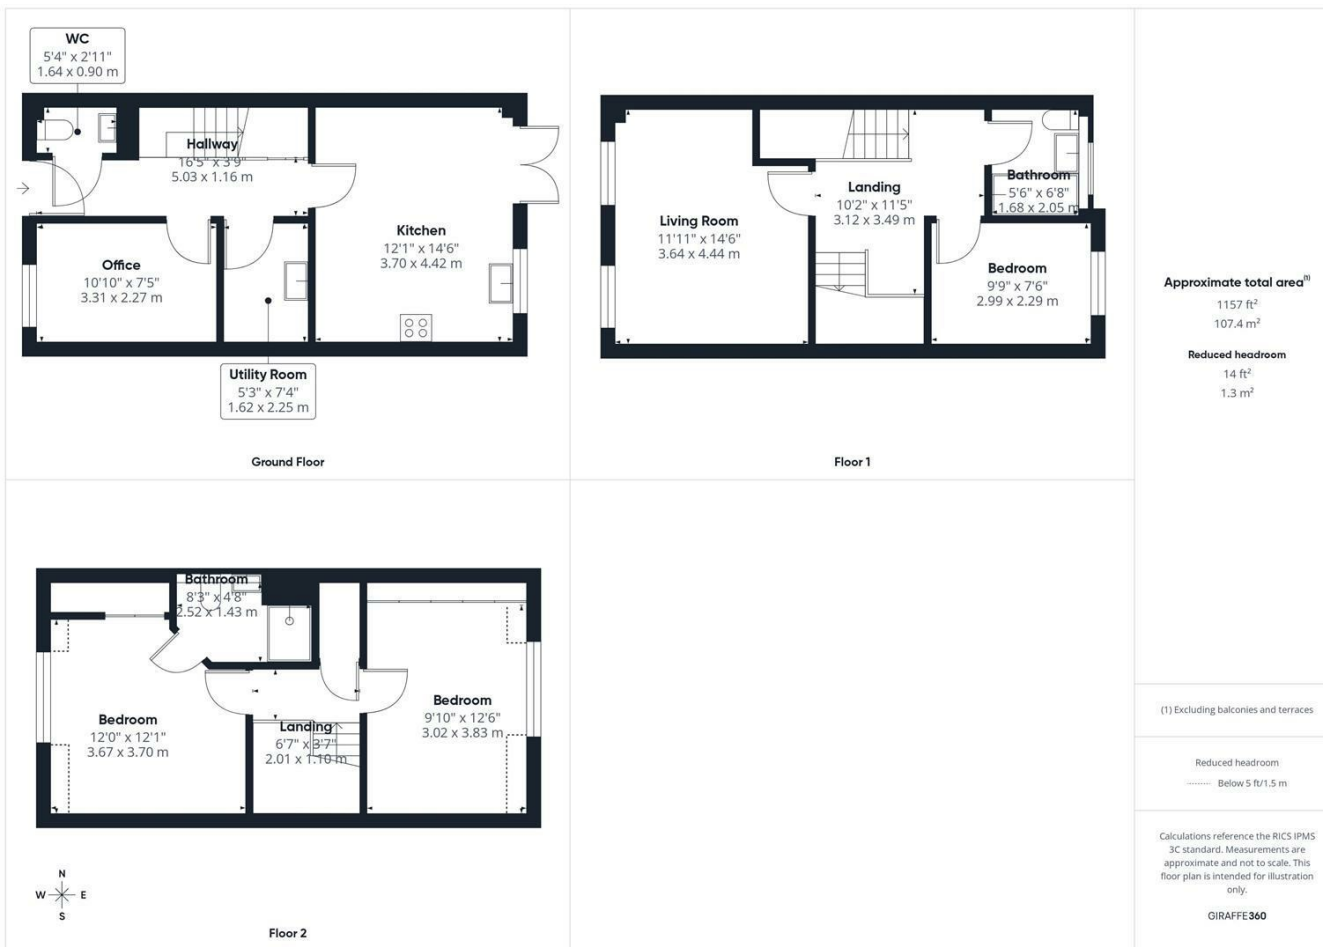 WC
5'4" x 2'11"
1.64 x 0.90 m
Hallway
16'5" x 3'9"
5.03 x 1.16 m
Kitchen
12'1" x 14'6"
3.70 x 4.42 m
Office
10'10" x 7'5"
3.31 x 2.27 m
Utility Room
5'3" x 7'4"
1.62 x 2.25 m
Ground Floor
Living Room
11'11" x 14'6"
3.64 x 4.44 m
Landing
10'2" x 11'5"
3.12 x 3.49 m
Bathroom
5'6" x 6'8"
1.68 x 2.05 m
Bedroom
9'9" x 7'6"
2.99 x 2.29 m
Floor 1
Bathroom
8'3" x 4'8"
2.52 x 1.43 m
Bedroom
12'0" x 12'1"
3.67 x 3.70 m
Landing
6'7" x 3'7"
2.01 x 1.10 m
Bedroom
9'10" x 12'6"
3.02 x 3.83 m
N
W E
S
Floor 2
Approximate total area⁽¹⁾
1157 ft²
107.4 m²
Reduced headroom
14 ft²
1.3 m²
(1) Excluding balconies and terraces
Reduced headroom
Below 5 ft/1.5 m
Calculations reference the RICS IPMS
3C standard. Measurements are
approximate and not to scale. This
floor plan is intended for illustration
only.
GIRAFFE360